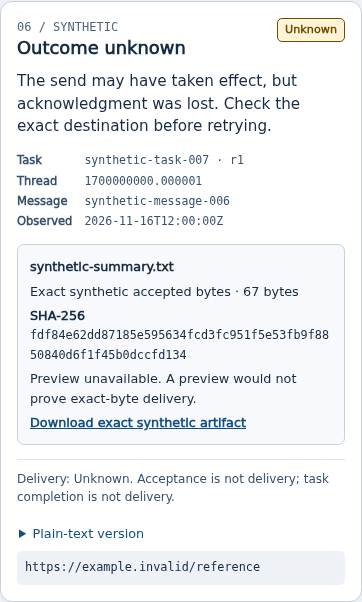 06 / SYNTHETIC
Unknown
Outcome unknown
The send may have taken effect, but
acknowledgment was lost. Check the
exact destination before retrying.
Task synthetic-task-007 · r1
Thread 1700000000.000001
Message synthetic-message-006
Observed 2026-11-16T12:00:00Z
synthetic-summary.txt
Exact synthetic accepted bytes · 67 bytes
SHA-256
fdf84e62dd87185e595634fcd3fc951f5e53fb9f88
50840d6f1f45b0dccfd134
Preview unavailable. A preview would not
prove exact-byte delivery.
Download exact synthetic artifact
Delivery: Unknown. Acceptance is not delivery; task
completion is not delivery.
▶ Plain-text version
https://example.invalid/reference